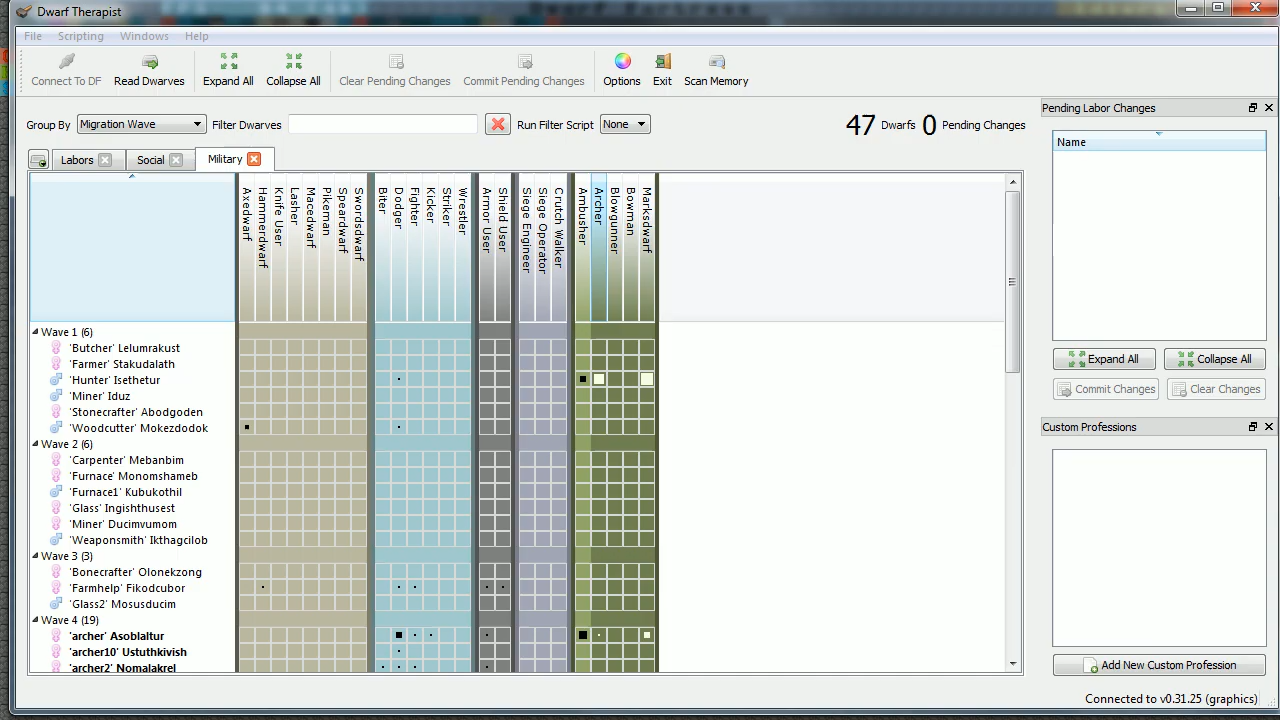 Dwarf Therapist
File Scripting Windows Help
Connect To DF Read Dwarves Expand All Collapse All Clear Pending Changes Commit Pending Changes Options Exit Scan Memory
Group By Migration Wave Filter Dwarves Run Filter Script None 47 Dwarfs 0 Pending Changes
Labors Social Military
Axedwarf
Hammerdwarf
Knife User
Lasher
Macedwarf
Pikeman
Speardwarf
Swordsdwarf
Biter
Dodger
Fighter
Kicker
Striker
Wrestler
Armor User
Shield User
Siege Engineer
Siege Operator
Crutch Walker
Ambusher
Archer
Blowgunner
Bowman
Marksdwarf
Wave 1 (6)
'Butcher' Lelumrakust
'Farmer' Stakudalath
'Hunter' Isethetur
'Miner' Iduz
'Stonecrafter' Abodgoden
'Woodcutter' Mokezdodok
Wave 2 (6)
'Carpenter' Mebanbim
'Furnace' Monomshameb
'Furnace1' Kubukothil
'Glass' Ingishthusest
'Miner' Ducimvumom
'Weaponsmith' Ikthagcilob
Wave 3 (3)
'Bonecrafter' Olonekzong
'Farmhelp' Fikodcubor
'Glass2' Mosusducim
Wave 4 (19)
'archer' Asoblaltur
'archer10' Ustuthkivish
'archer2' Nomalakrel
Pending Labor Changes
Name
Expand All Collapse All
Commit Changes Clear Changes
Custom Professions
Add New Custom Profession
Connected to v0.31.25 (graphics)